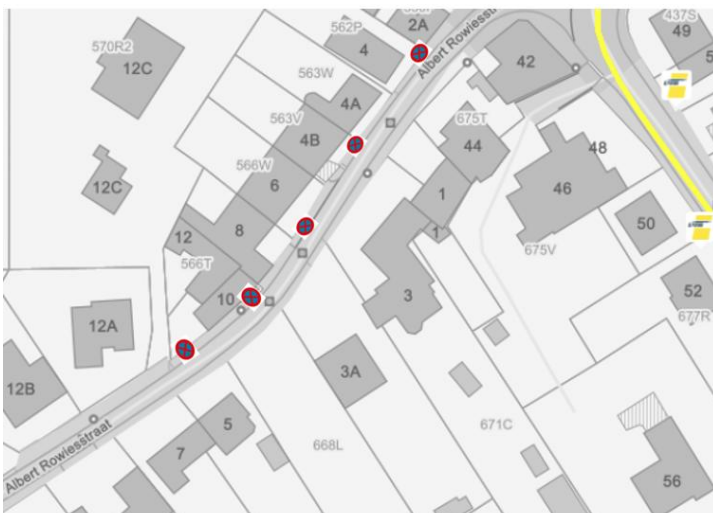 2A
562P
4
Albert Rowiesstraat
42
437S
49
570R2
12C
563W
4A
563V
4B
675T
44
48
566W
6
46
12C
1
50
12
8
1
675V
566T
3
52
10
677R
12A
3A
12B
5
671C
668L
7
Albert Rowiesstraat
56